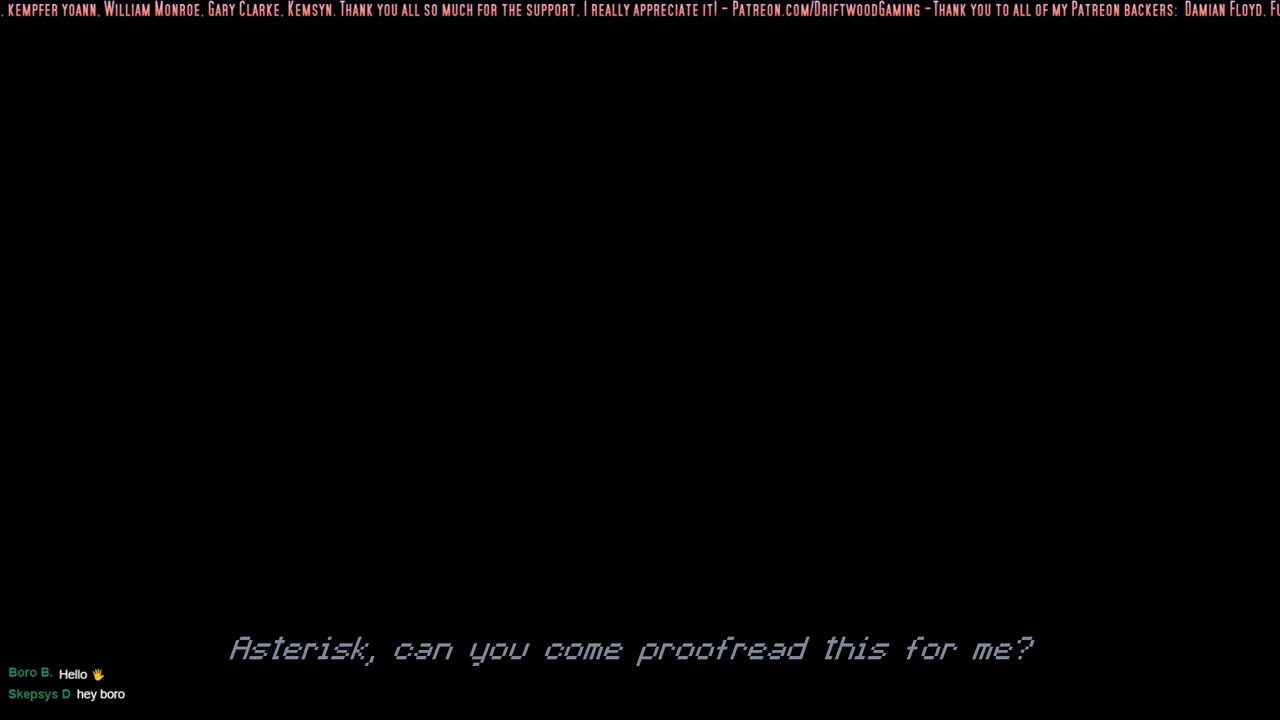 , KEMPFER YOANN, WILLIAM MONROE, GARY CLARKE, KEMSYN. THANK YOU ALL SO MUCH FOR THE SUPPORT, I REALLY APPRECIATE IT! - PATREON.COM/DRIFTWOODGAMING -THANK YOU TO ALL OF MY PATREON BACKERS: DAMIAN FLOYD, FU
Asterisk, can you come proofread this for me?
Boro B. Hello 🖐
Skepsys D hey boro